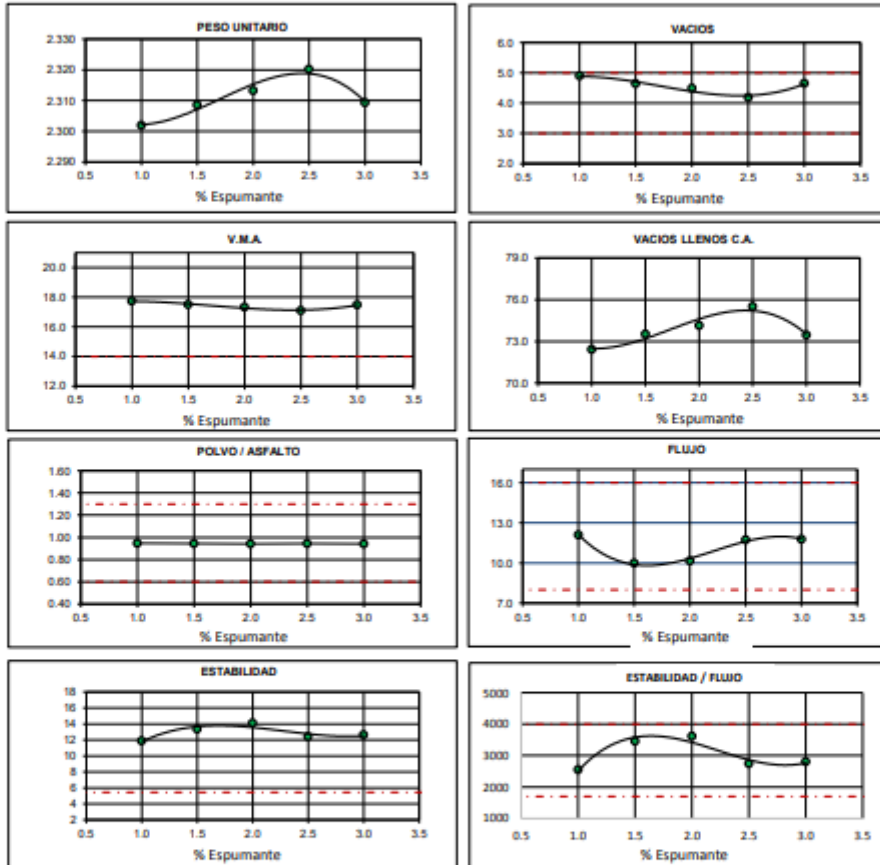 PESO UNITARIO
2.330
2.320
2.310
2.300
2.290
0.5 1.0 1.5 2.0 2.5 3.0 3.5
% Espumante
VACIOS
6.0
5.0
4.0
3.0
2.0
0.5 1.0 1.5 2.0 2.5 3.0 3.5
% Espumante
V.M.A.
20.0
18.0
16.0
14.0
12.0
0.5 1.0 1.5 2.0 2.5 3.0 3.5
% Espumante
VACIOS LLENOS C.A.
79.0
76.0
73.0
70.0
0.5 1.0 1.5 2.0 2.5 3.0 3.5
% Espumante
POLVO / ASFALTO
1.60
1.40
1.20
1.00
0.80
0.60
0.40
0.5 1.0 1.5 2.0 2.5 3.0 3.5
% Espumante
FLUJO
16.0
13.0
10.0
7.0
0.5 1.0 1.5 2.0 2.5 3.0 3.5
% Espumante
ESTABILIDAD
18
16
14
12
10
8
6
4
2
0.5 1.0 1.5 2.0 2.5 3.0 3.5
% Espumante
ESTABILIDAD / FLUJO
5000
4000
3000
2000
1000
0.5 1.0 1.5 2.0 2.5 3.0 3.5
% Espumante